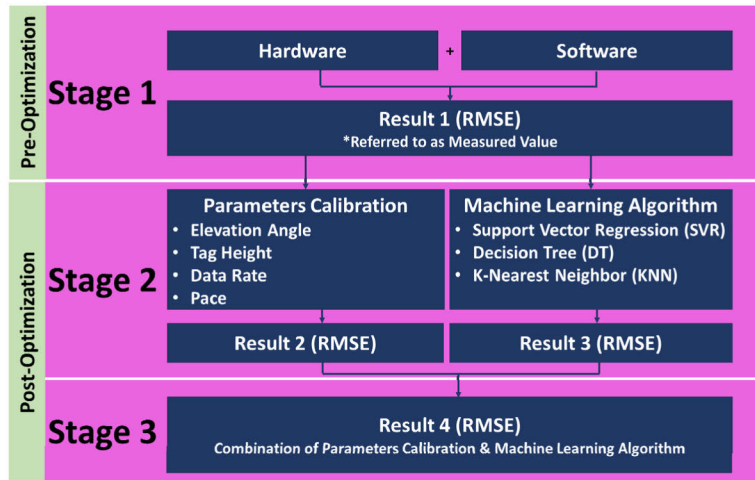 Pre-Optimization
Stage 1
Hardware
+
Software
Result 1 (RMSE)
*Referred to as Measured Value
Post-Optimization
Stage 2
Parameters Calibration
• Elevation Angle
• Tag Height
• Data Rate
• Pace
Machine Learning Algorithm
• Support Vector Regression (SVR)
• Decision Tree (DT)
• K-Nearest Neighbor (KNN)
Result 2 (RMSE)
Result 3 (RMSE)
Stage 3
Result 4 (RMSE)
Combination of Parameters Calibration & Machine Learning Algorithm